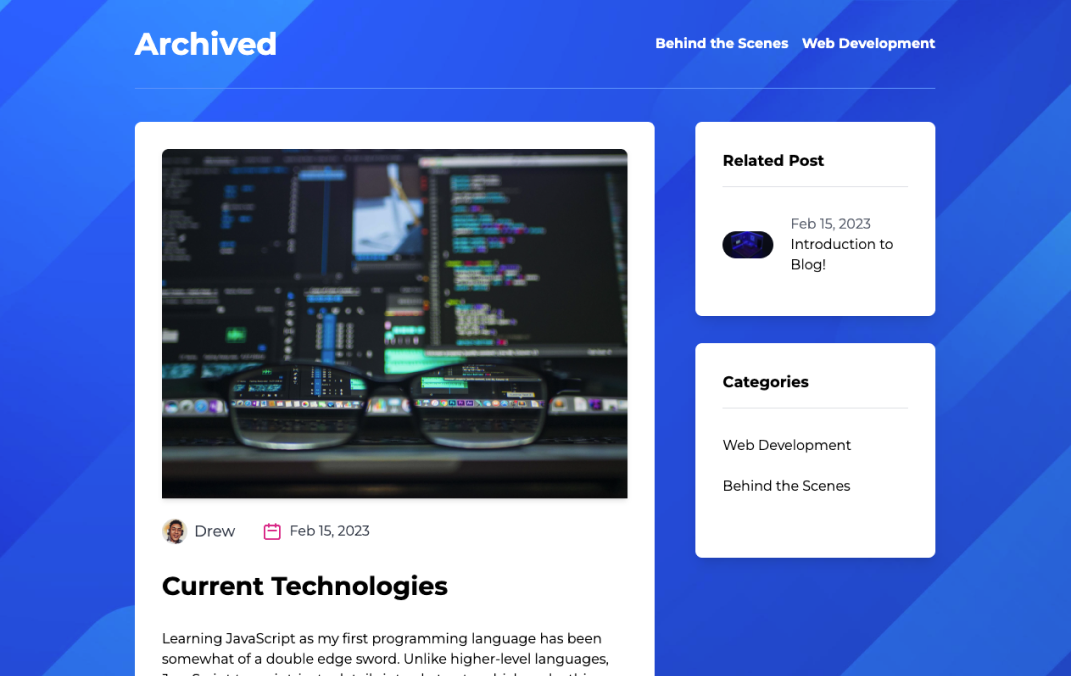 Archived
Behind the Scenes Web Development
Drew Feb 15, 2023
Current Technologies
Learning JavaScript as my first programming language has been
somewhat of a double edge sword. Unlike higher-level languages,
Related Post
Feb 15, 2023
Introduction to
Blog!
Categories
Web Development
Behind the Scenes